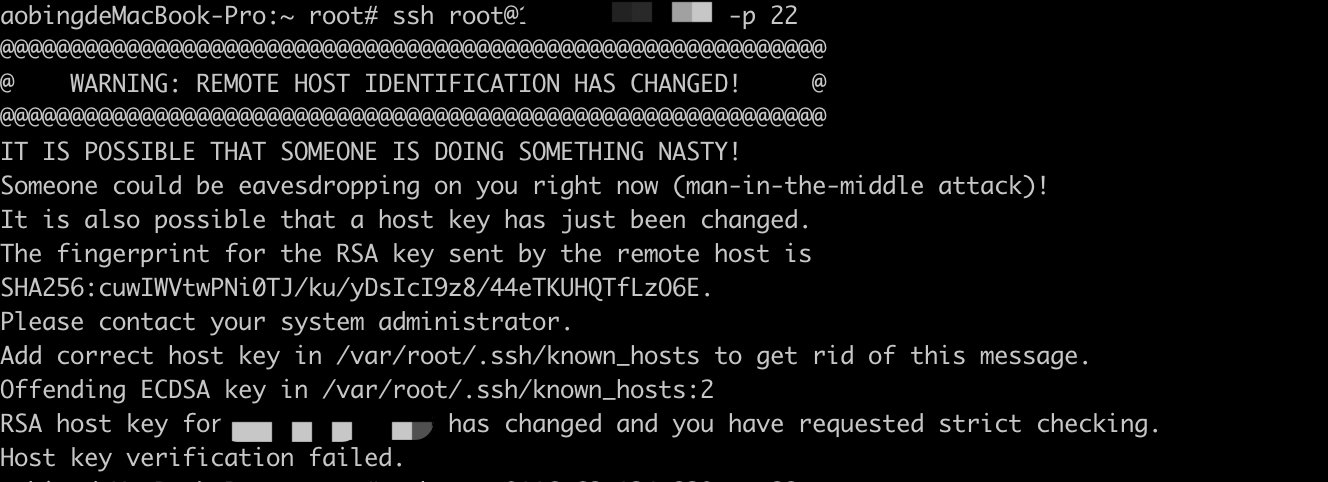 aobingdeMacBook-Pro:~ root# ssh root@ -p 22
@@@@@@@@@@@@@@@@@@@@@@@@@@@@@@@@@@@@@@@@@@@@@@@@@@@@@@@@@@@
@    WARNING: REMOTE HOST IDENTIFICATION HAS CHANGED!     @
@@@@@@@@@@@@@@@@@@@@@@@@@@@@@@@@@@@@@@@@@@@@@@@@@@@@@@@@@@@
IT IS POSSIBLE THAT SOMEONE IS DOING SOMETHING NASTY!
Someone could be eavesdropping on you right now (man-in-the-middle attack)!
It is also possible that a host key has just been changed.
The fingerprint for the RSA key sent by the remote host is
SHA256:cuwIWVtwPNi0TJ/ku/yDsIcI9z8/44eTKUHQTfLzO6E.
Please contact your system administrator.
Add correct host key in /var/root/.ssh/known_hosts to get rid of this message.
Offending ECDSA key in /var/root/.ssh/known_hosts:2
RSA host key for has changed and you have requested strict checking.
Host key verification failed.